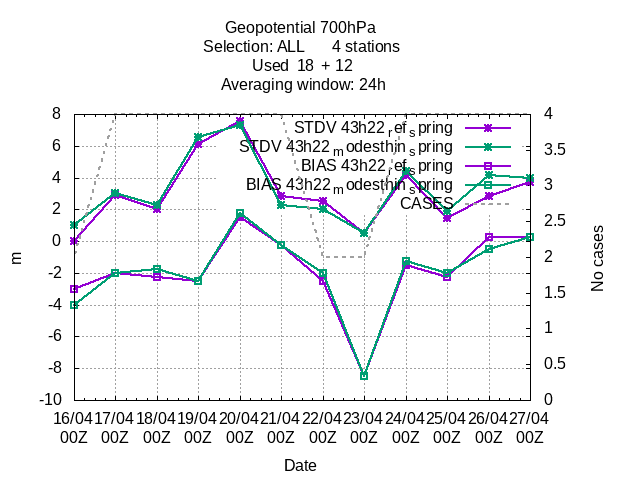 Geopotential 700hPa
Selection: ALL 4 stations
Used 18 + 12
Averaging window: 24h
STDV 43h22refspring
STDV 43h22modesthinspring
BIAS 43h22refspring
BIAS 43h22modesthinspring
CASES
8
6
4
2
0
-2
-4
-6
-8
-10
m
4
3.5
3
2.5
2
1.5
1
0.5
0
No cases
16/04 17/04 18/04 19/04 20/04 21/04 22/04 23/04 24/04 25/04 26/04 27/04
00Z 00Z 00Z 00Z 00Z 00Z 00Z 00Z 00Z 00Z 00Z 00Z
Date